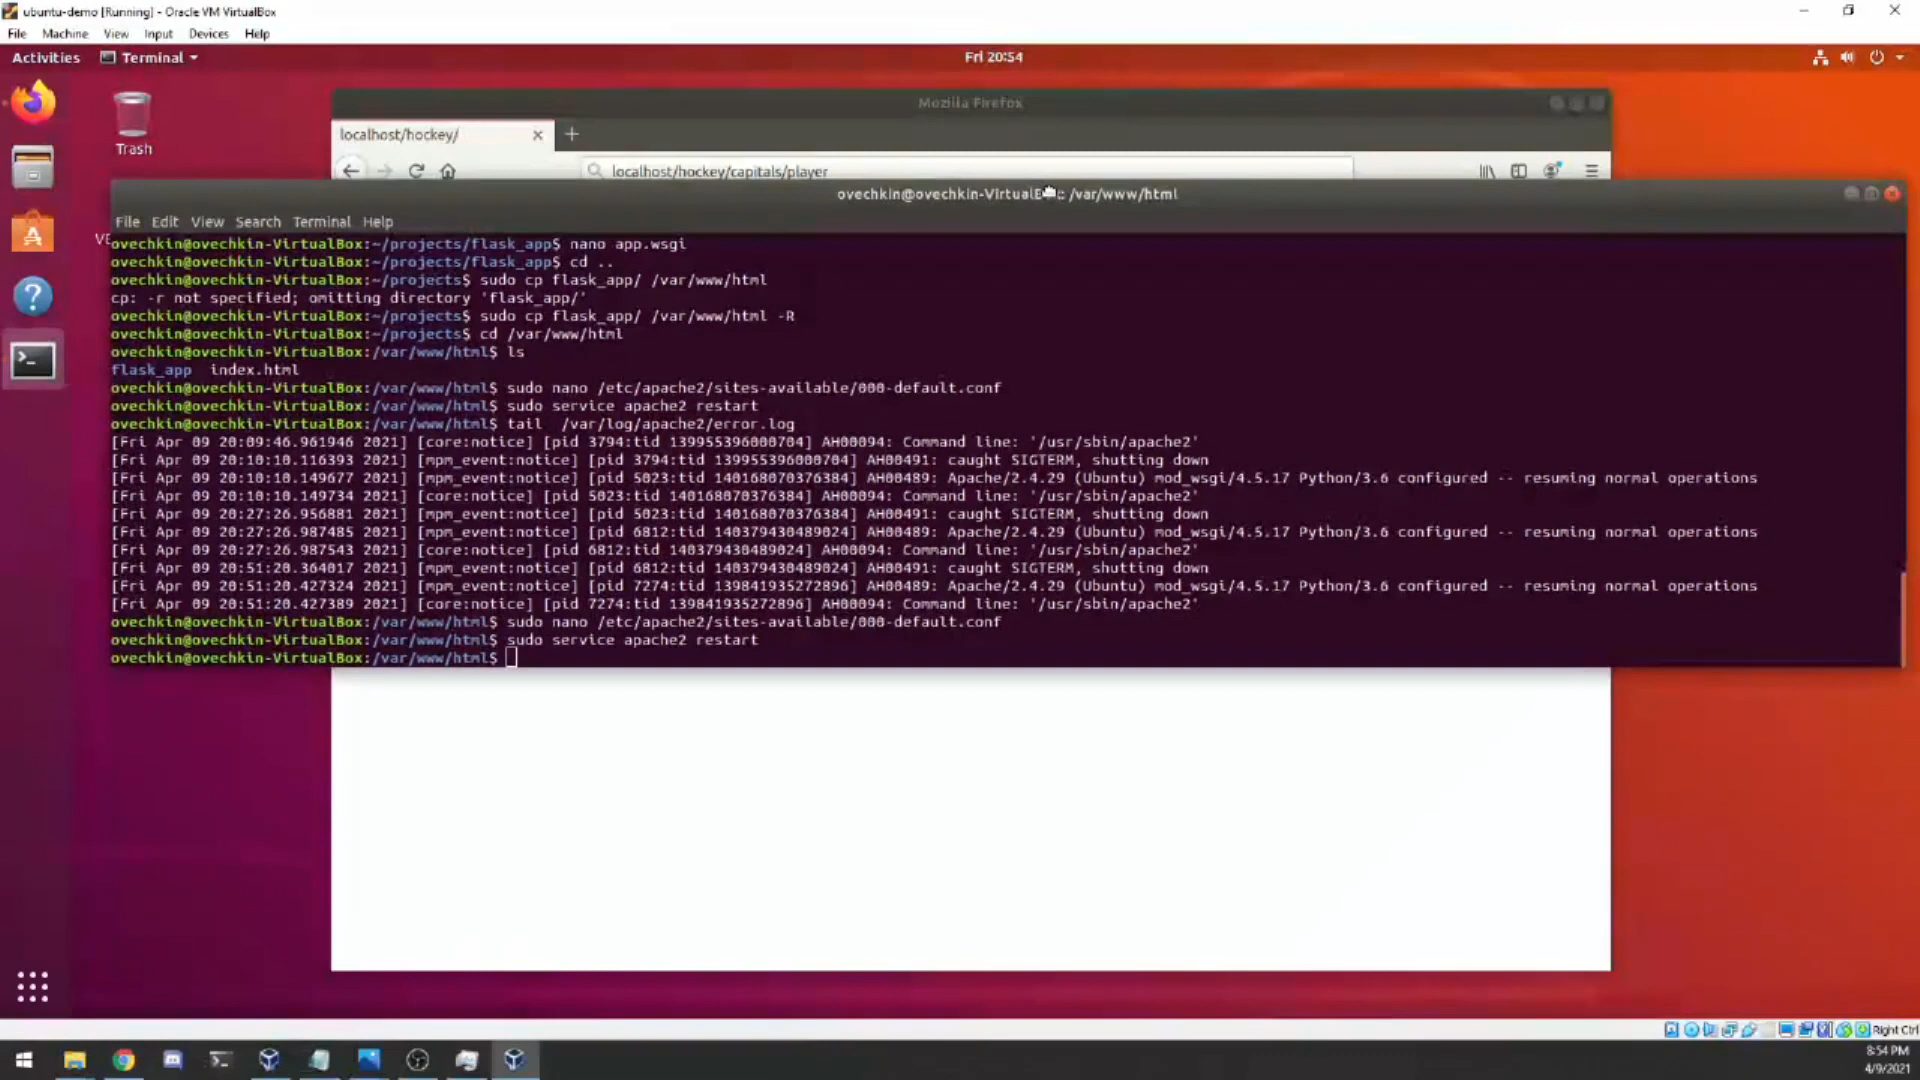 ubuntu-demo [Running] - Oracle VM VirtualBox
File Machine View Input Devices Help
Activities Terminal Fri 20:54
Trash
Mozilla Firefox
localhost/hockey/
localhost/hockey/capitals/player
ovechkin@ovechkin-VirtualB : /var/www/html
File Edit View Search Terminal Help
ovechkin@ovechkin-VirtualBox:~/projects/flask_app$ nano app.wsgi
ovechkin@ovechkin-VirtualBox:~/projects/flask_app$ cd ..
ovechkin@ovechkin-VirtualBox:~/projects$ sudo cp flask_app/ /var/www/html
cp: -r not specified; omitting directory 'flask_app/'
ovechkin@ovechkin-VirtualBox:~/projects$ sudo cp flask_app/ /var/www/html -R
ovechkin@ovechkin-VirtualBox:~/projects$ cd /var/www/html
ovechkin@ovechkin-VirtualBox:/var/www/html$ ls
flask_app index.html
ovechkin@ovechkin-VirtualBox:/var/www/html$ sudo nano /etc/apache2/sites-available/000-default.conf
ovechkin@ovechkin-VirtualBox:/var/www/html$ sudo service apache2 restart
ovechkin@ovechkin-VirtualBox:/var/www/html$ tail /var/log/apache2/error.log
[Fri Apr 09 20:09:46.961946 2021] [core:notice] [pid 3794:tid 139955396000704] AH00094: Command line: '/usr/sbin/apache2'
[Fri Apr 09 20:10:10.116393 2021] [mpm_event:notice] [pid 3794:tid 139955396000704] AH00491: caught SIGTERM, shutting down
[Fri Apr 09 20:10:10.149677 2021] [mpm_event:notice] [pid 5023:tid 140168070376384] AH00489: Apache/2.4.29 (Ubuntu) mod_wsgi/4.5.17 Python/3.6 configured -- resuming normal operations
[Fri Apr 09 20:10:10.149734 2021] [core:notice] [pid 5023:tid 140168070376384] AH00094: Command line: '/usr/sbin/apache2'
[Fri Apr 09 20:27:26.956881 2021] [mpm_event:notice] [pid 5023:tid 140168070376384] AH00491: caught SIGTERM, shutting down
[Fri Apr 09 20:27:26.987485 2021] [mpm_event:notice] [pid 6812:tid 140379430489024] AH00489: Apache/2.4.29 (Ubuntu) mod_wsgi/4.5.17 Python/3.6 configured -- resuming normal operations
[Fri Apr 09 20:27:26.987543 2021] [core:notice] [pid 6812:tid 140379430489024] AH00094: Command line: '/usr/sbin/apache2'
[Fri Apr 09 20:51:20.364017 2021] [mpm_event:notice] [pid 6812:tid 140379430489024] AH00491: caught SIGTERM, shutting down
[Fri Apr 09 20:51:20.427324 2021] [mpm_event:notice] [pid 7274:tid 139841935272896] AH00489: Apache/2.4.29 (Ubuntu) mod_wsgi/4.5.17 Python/3.6 configured -- resuming normal operations
[Fri Apr 09 20:51:20.427389 2021] [core:notice] [pid 7274:tid 139841935272896] AH00094: Command line: '/usr/sbin/apache2'
ovechkin@ovechkin-VirtualBox:/var/www/html$ sudo nano /etc/apache2/sites-available/000-default.conf
ovechkin@ovechkin-VirtualBox:/var/www/html$ sudo service apache2 restart
ovechkin@ovechkin-VirtualBox:/var/www/html$
Right Ctrl
8:54 PM
4/9/2021